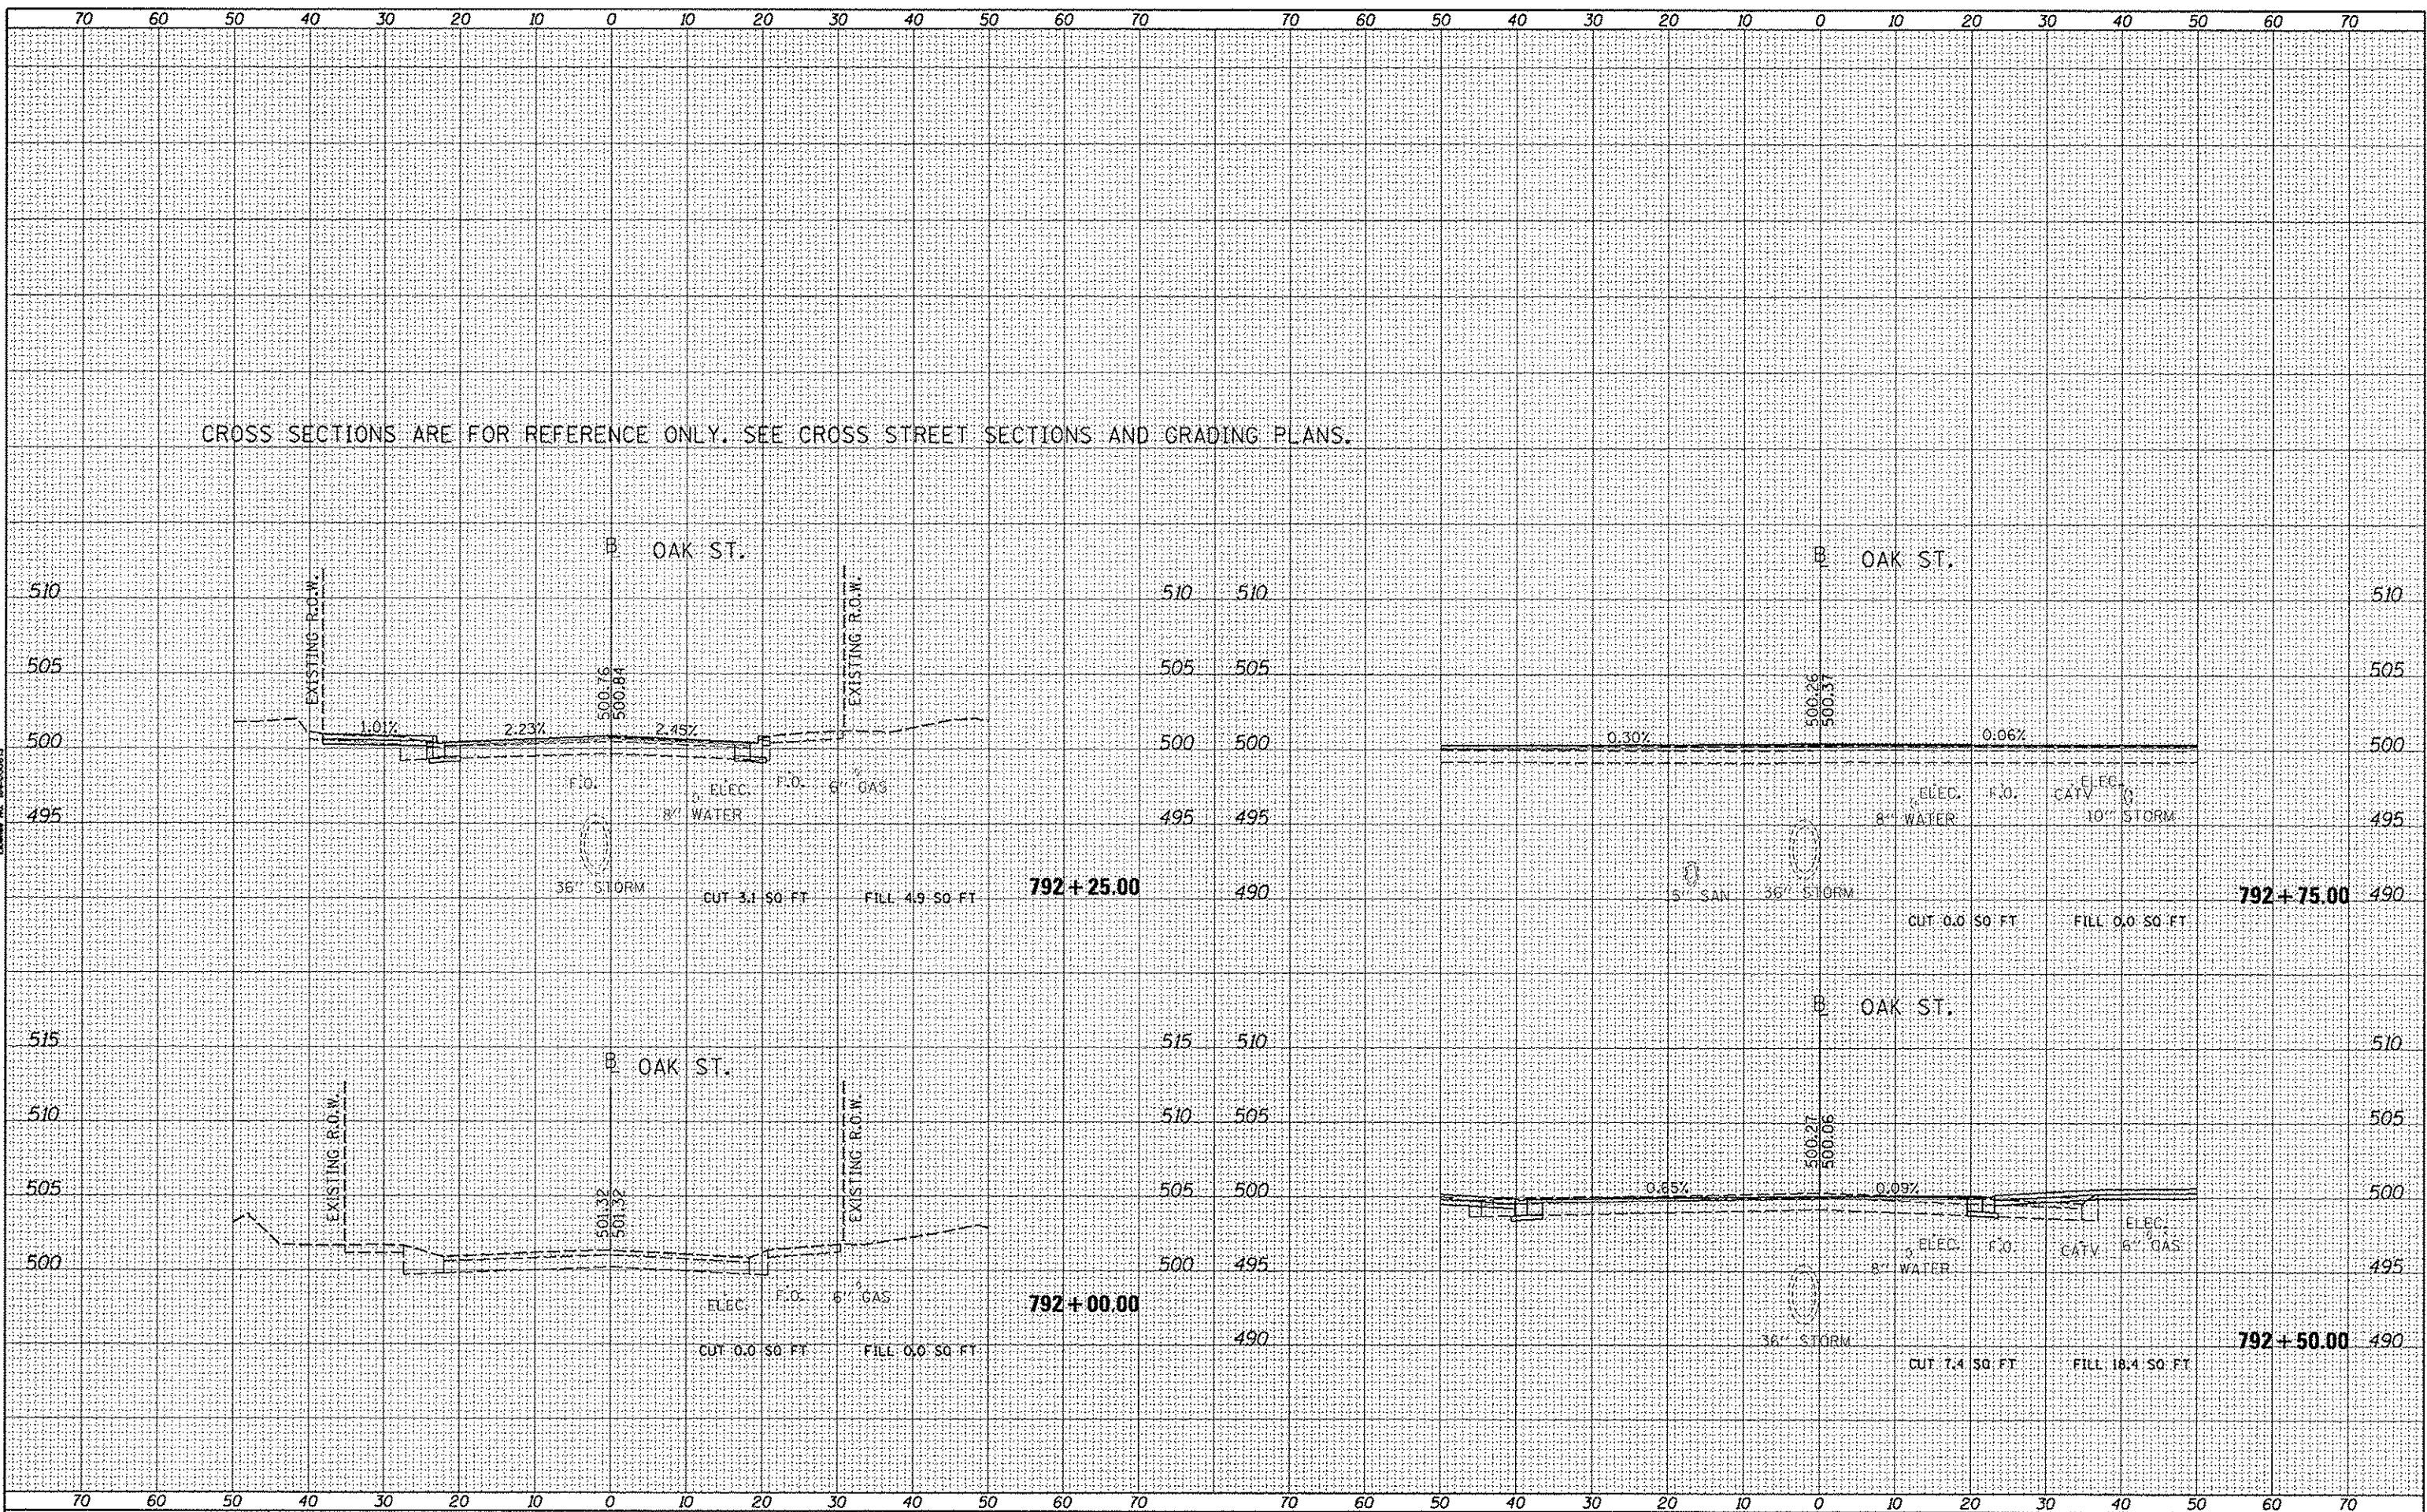 70 60 50 40 30 20 10 0 10 20 30 40 50 60 70 70 60 50 40 30 20 10 0 10 20 30 40 50 60 70
CROSS SECTIONS ARE FOR REFERENCE ONLY. SEE CROSS STREET SECTIONS AND GRADING PLANS.
B OAK ST.
EXISTING R.O.W.
EXISTING R.O.W.
510 510
505 505
500.76
500.84
1.01% 2.23% 2.45%
500 500
F.O. ELEC. F.O. 6" GAS
8" WATER
495 495
36" STORM
CUT 3.1 SQ FT FILL 4.9 SQ FT
792+25.00
B OAK ST.
510 510
505 505
500.26
500.37
0.30% 0.06%
500 500
ELEC.
ELEC. F.O. CATV
8" WATER 10" STORM
495 495
5" SAN 36" STORM
792+75.00
490 490
CUT 0.0 SQ FT FILL 0.0 SQ FT
515 515
B OAK ST.
EXISTING R.O.W.
EXISTING R.O.W.
510 510
505 505
501.32
501.32
500 500
ELEC. F.O. 6" GAS
792+00.00
CUT 0.0 SQ FT FILL 0.0 SQ FT
B OAK ST.
510 510
505 505
500.27
500.06
0.65% 0.09%
500 500
ELEC.
ELEC. F.O. CATV 6" GAS
8" WATER
495 495
36" STORM
792+50.00
490 490
CUT 7.4 SQ FT FILL 18.4 SQ FT
70 60 50 40 30 20 10 0 10 20 30 40 50 60 70 70 60 50 40 30 20 10 0 10 20 30 40 50 60 70